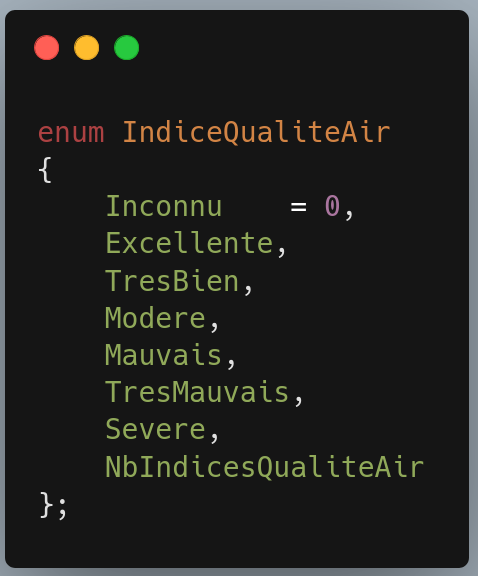 enum IndiceQualiteAir
{
    Inconnu    = 0,
    Excellente,
    TresBien,
    Modere,
    Mauvais,
    TresMauvais,
    Severe,
    NbIndicesQualiteAir
};